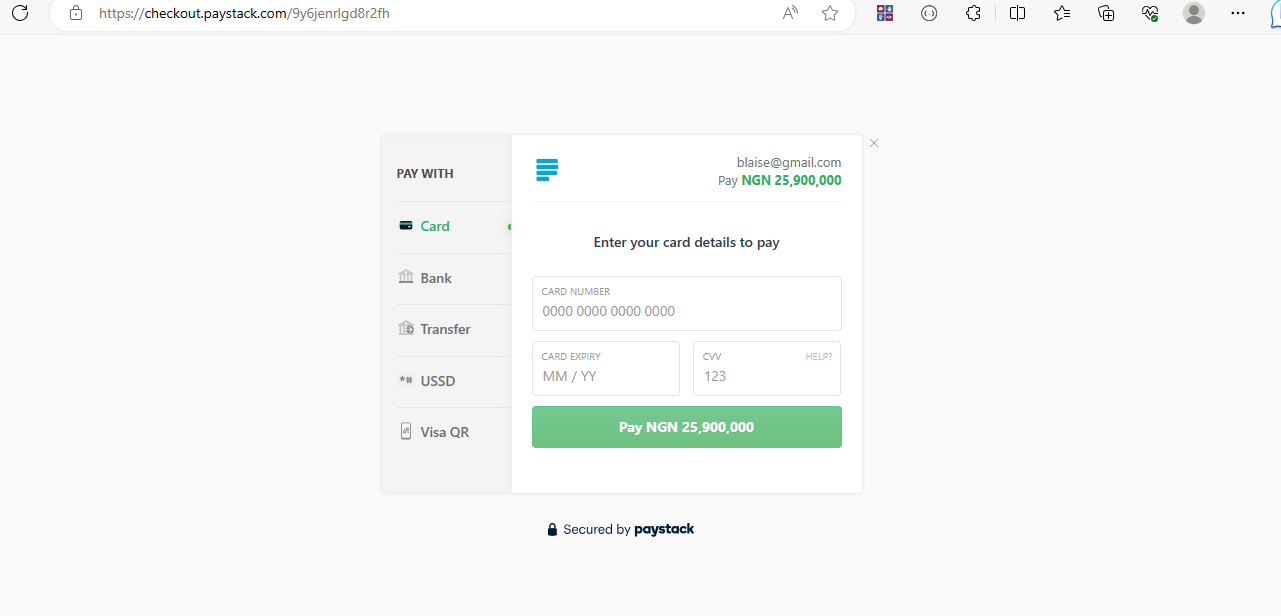 https://checkout.paystack.com/9y6jenrlgd8r2fh
PAY WITH
Card
Bank
Transfer
*# USSD
Visa QR
blaise@gmail.com
Pay NGN 25,900,000
Enter your card details to pay
CARD NUMBER
0000 0000 0000 0000
CARD EXPIRY
MM / YY
CVV HELP?
123
Pay NGN 25,900,000
Secured by paystack